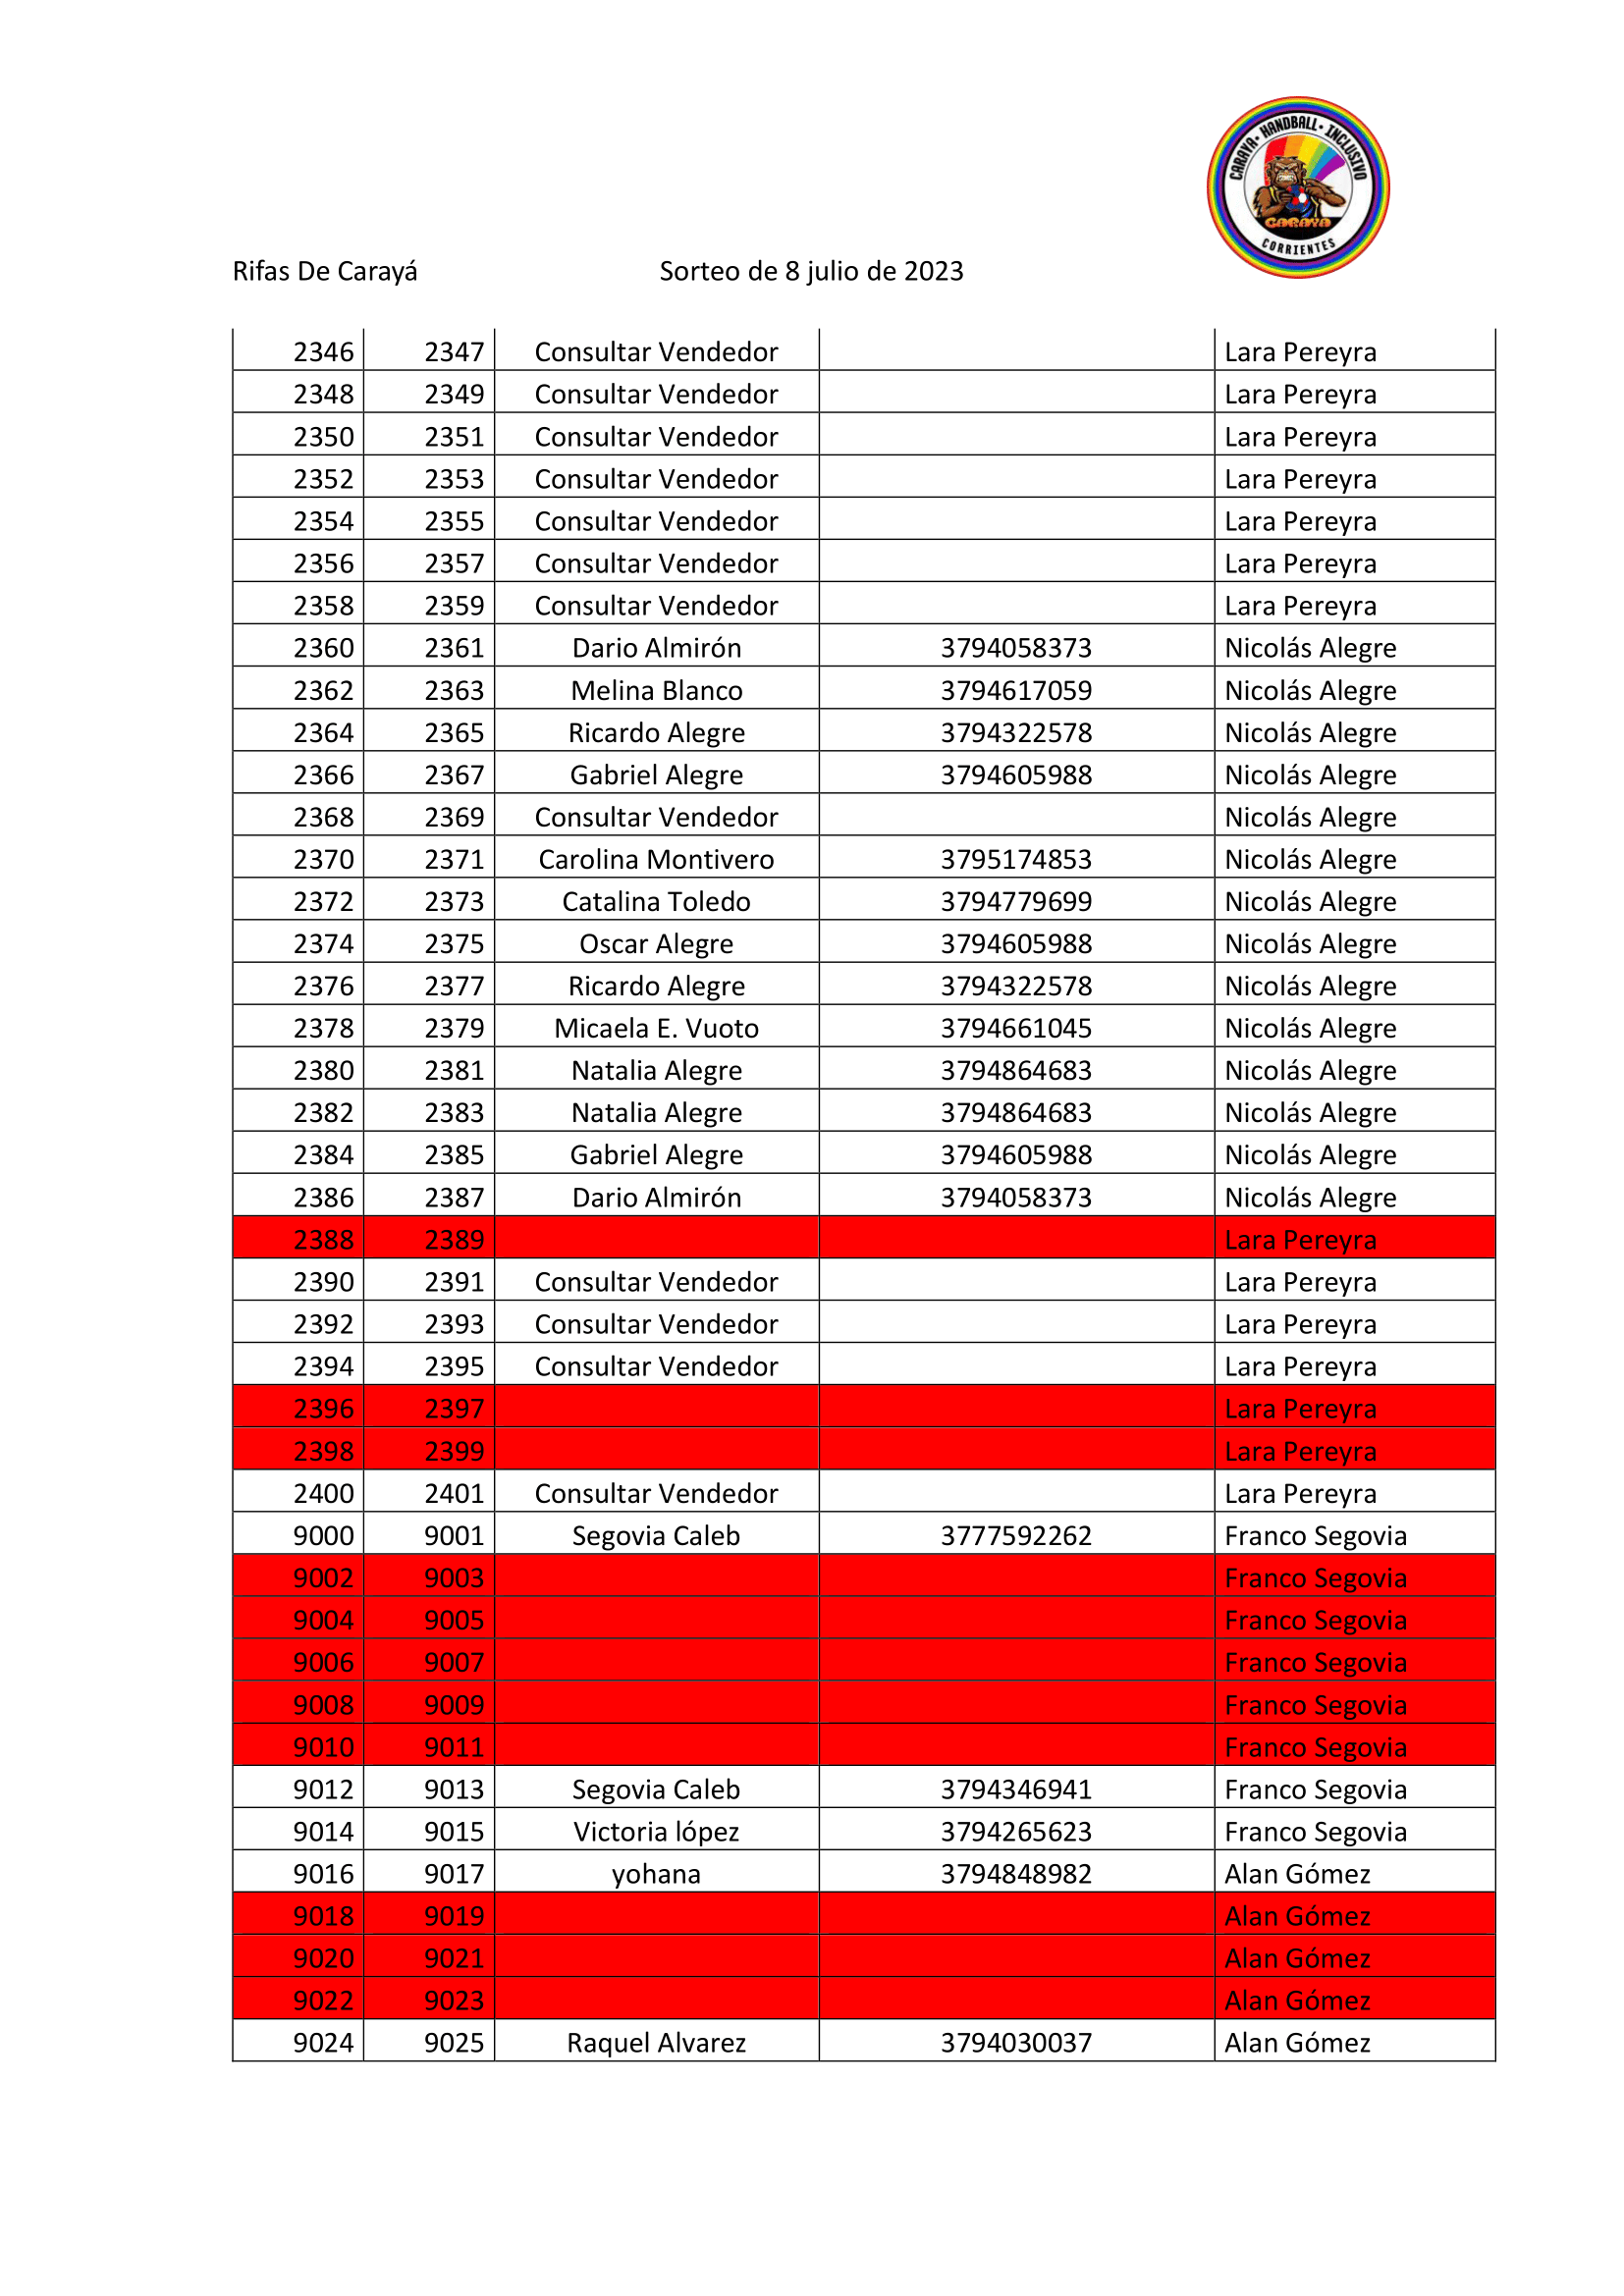 CARAYA • HANDBALL • INCLUSIVO
CARAYA
CORRIENTES
Rifas De Carayá Sorteo de 8 julio de 2023
2346 2347 Consultar Vendedor Lara Pereyra
2348 2349 Consultar Vendedor Lara Pereyra
2350 2351 Consultar Vendedor Lara Pereyra
2352 2353 Consultar Vendedor Lara Pereyra
2354 2355 Consultar Vendedor Lara Pereyra
2356 2357 Consultar Vendedor Lara Pereyra
2358 2359 Consultar Vendedor Lara Pereyra
2360 2361 Dario Almirón 3794058373 Nicolás Alegre
2362 2363 Melina Blanco 3794617059 Nicolás Alegre
2364 2365 Ricardo Alegre 3794322578 Nicolás Alegre
2366 2367 Gabriel Alegre 3794605988 Nicolás Alegre
2368 2369 Consultar Vendedor Nicolás Alegre
2370 2371 Carolina Montivero 3795174853 Nicolás Alegre
2372 2373 Catalina Toledo 3794779699 Nicolás Alegre
2374 2375 Oscar Alegre 3794605988 Nicolás Alegre
2376 2377 Ricardo Alegre 3794322578 Nicolás Alegre
2378 2379 Micaela E. Vuoto 3794661045 Nicolás Alegre
2380 2381 Natalia Alegre 3794864683 Nicolás Alegre
2382 2383 Natalia Alegre 3794864683 Nicolás Alegre
2384 2385 Gabriel Alegre 3794605988 Nicolás Alegre
2386 2387 Dario Almirón 3794058373 Nicolás Alegre
2388 2389 Lara Pereyra
2390 2391 Consultar Vendedor Lara Pereyra
2392 2393 Consultar Vendedor Lara Pereyra
2394 2395 Consultar Vendedor Lara Pereyra
2396 2397 Lara Pereyra
2398 2399 Lara Pereyra
2400 2401 Consultar Vendedor Lara Pereyra
9000 9001 Segovia Caleb 3777592262 Franco Segovia
9002 9003 Franco Segovia
9004 9005 Franco Segovia
9006 9007 Franco Segovia
9008 9009 Franco Segovia
9010 9011 Franco Segovia
9012 9013 Segovia Caleb 3794346941 Franco Segovia
9014 9015 Victoria lópez 3794265623 Franco Segovia
9016 9017 yohana 3794848982 Alan Gómez
9018 9019 Alan Gómez
9020 9021 Alan Gómez
9022 9023 Alan Gómez
9024 9025 Raquel Alvarez 3794030037 Alan Gómez